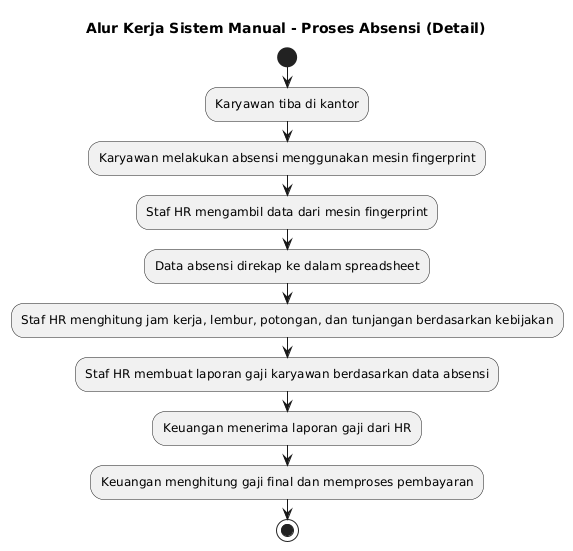 Alur Kerja Sistem Manual - Proses Absensi (Detail)
Karyawan tiba di kantor
Karyawan melakukan absensi menggunakan mesin fingerprint
Staf HR mengambil data dari mesin fingerprint
Data absensi direkap ke dalam spreadsheet
Staf HR menghitung jam kerja, lembur, potongan, dan tunjangan berdasarkan kebijakan
Staf HR membuat laporan gaji karyawan berdasarkan data absensi
Keuangan menerima laporan gaji dari HR
Keuangan menghitung gaji final dan memproses pembayaran